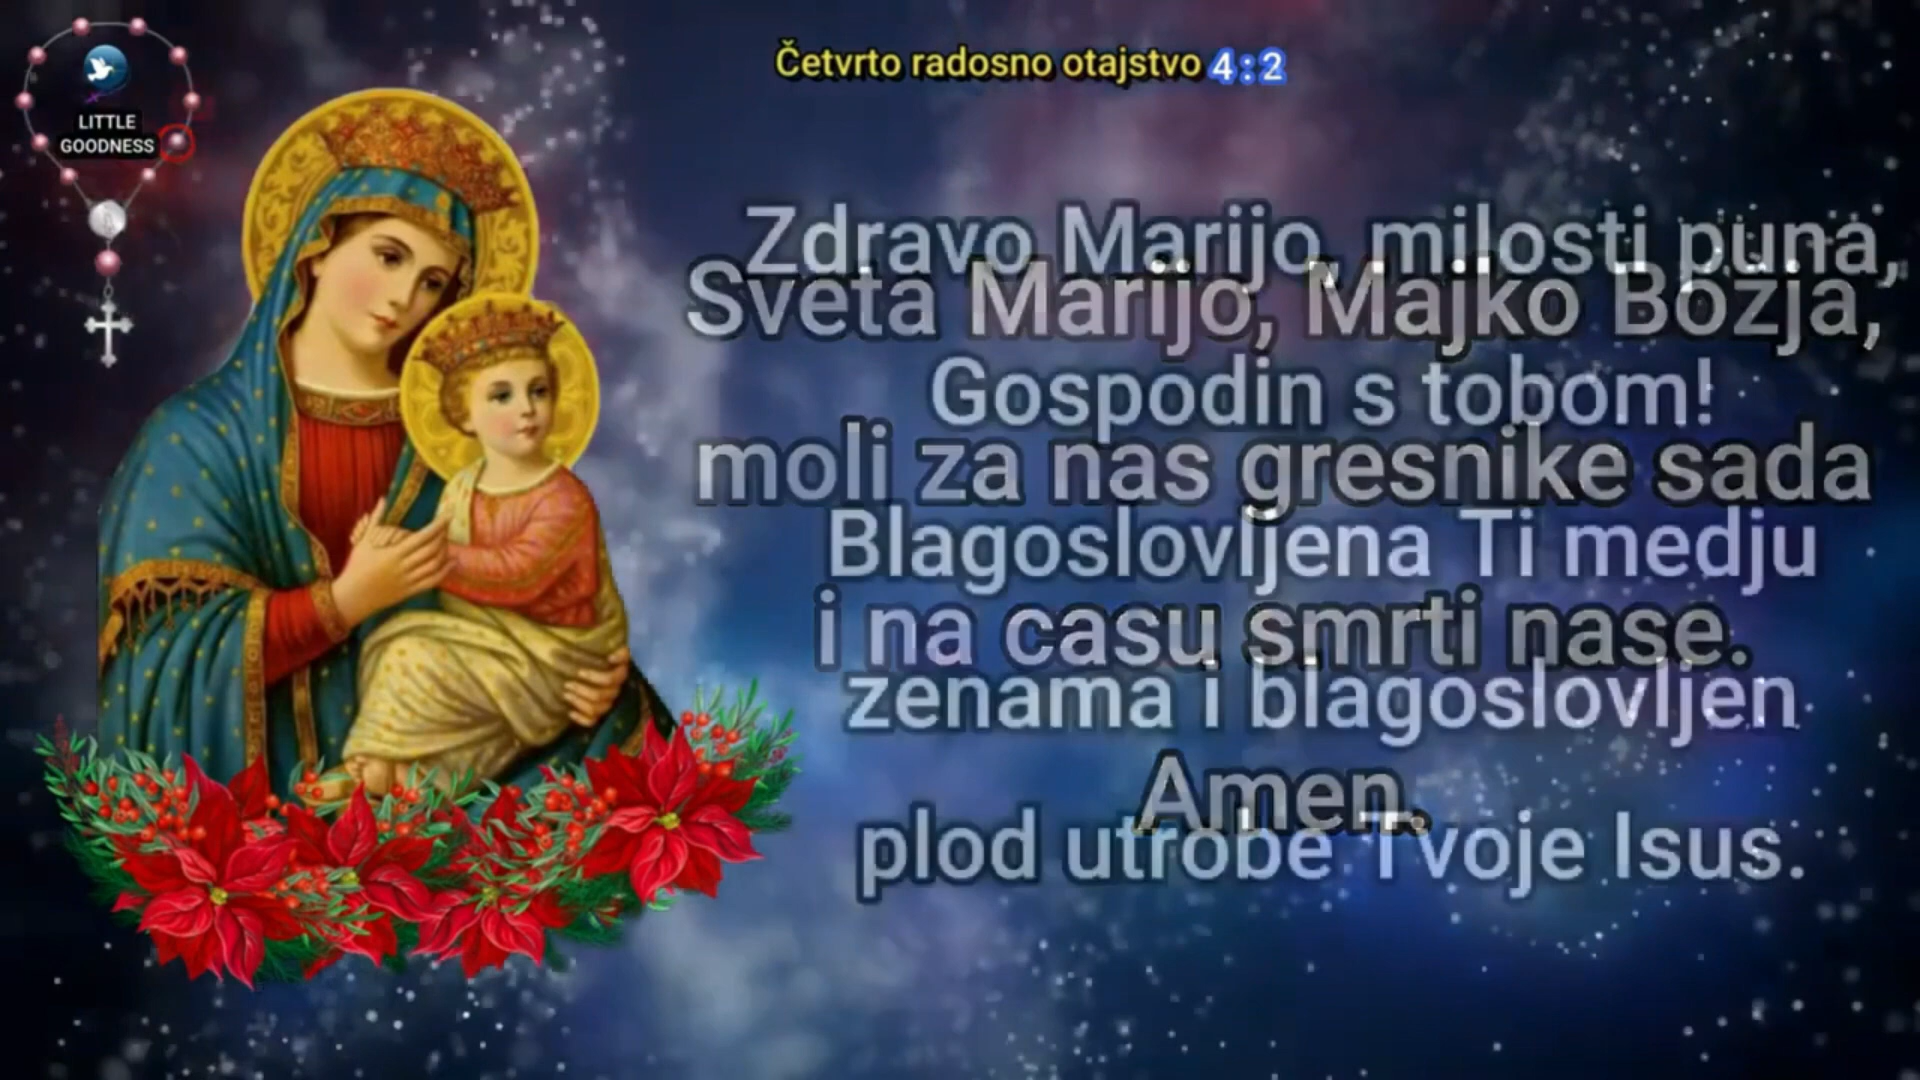 Četvrto radosno otajstvo 4:2
LITTLE
GOODNESS
Zdravo Marijo, milosti puna,
Gospodin s tobom!
Blagoslovljena Ti medju
zenama i blagoslovljen
plod utrobe Tvoje Isus.
Sveta Marijo, Majko Bozja,
moli za nas gresnike sada
i na casu smrti nase.
Amen.